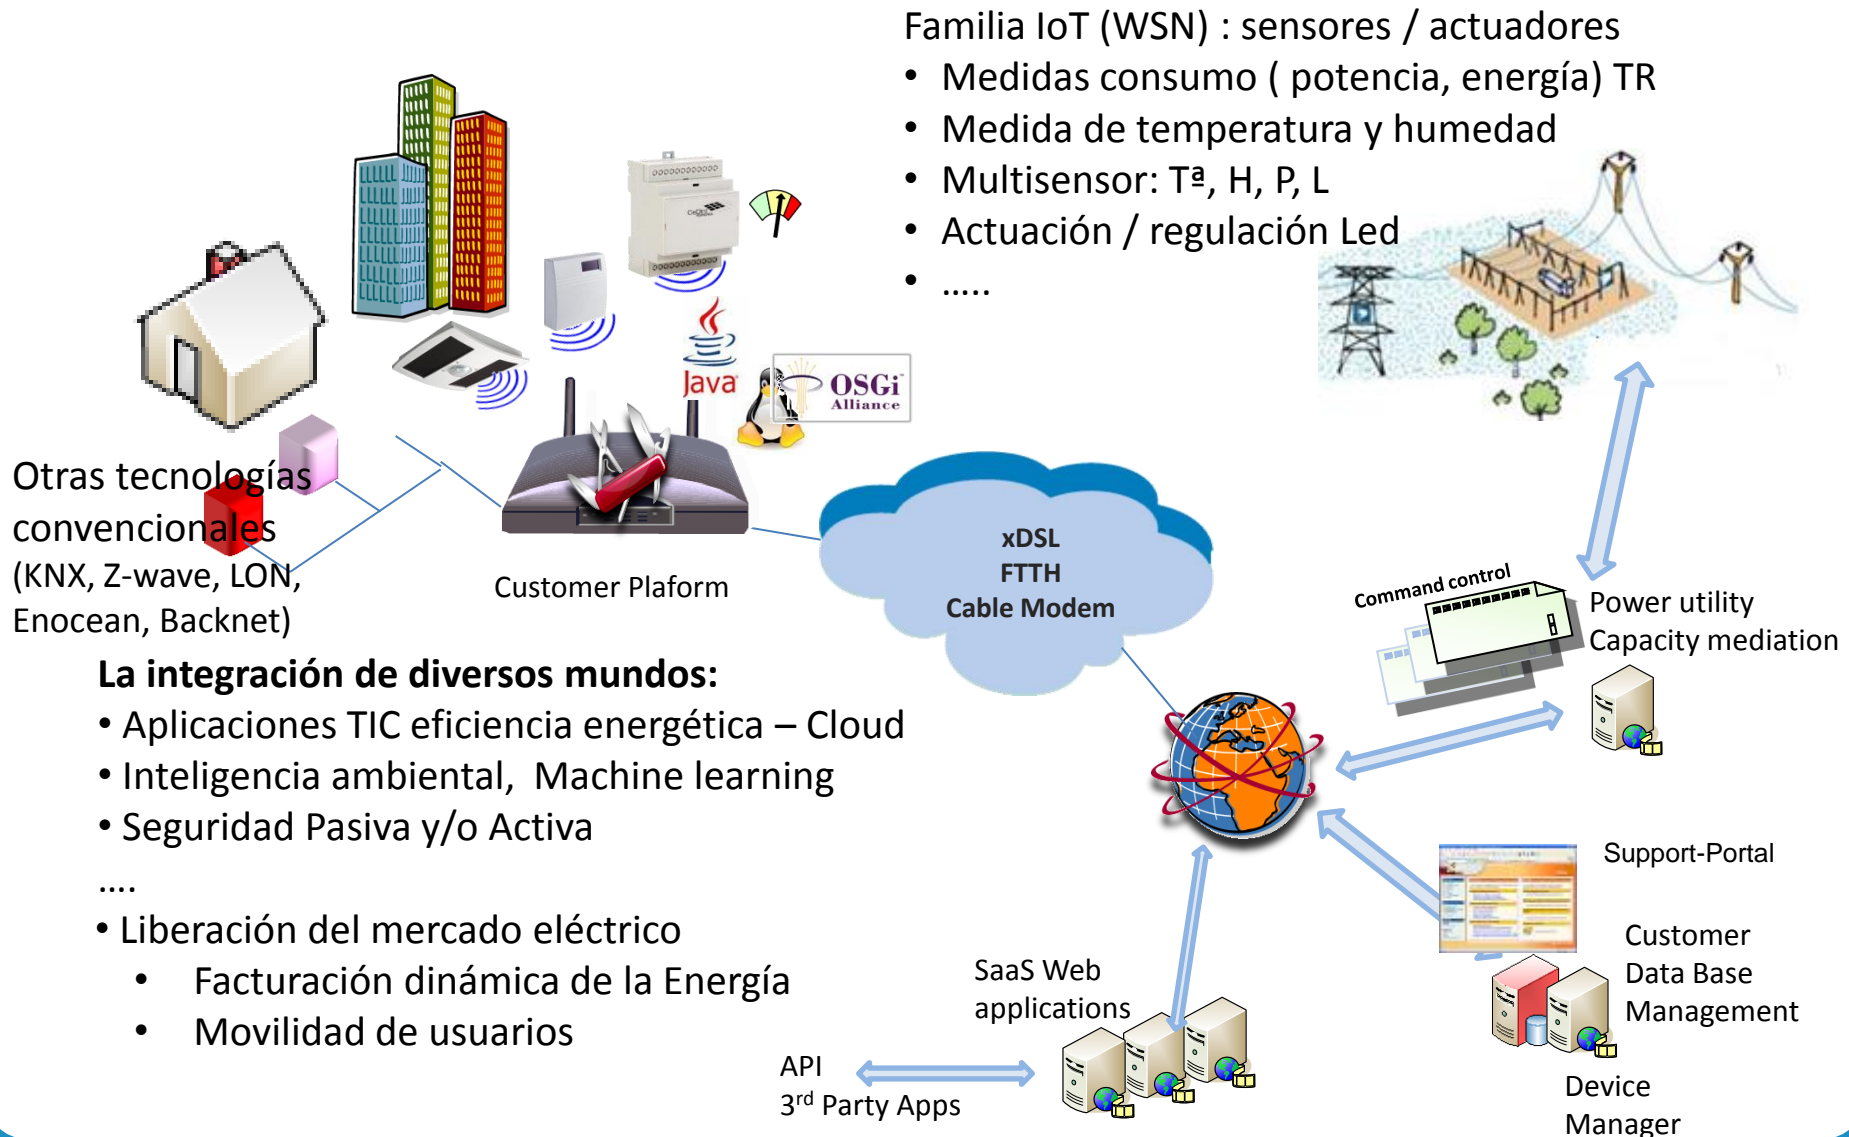 Familia IoT (WSN) : sensores / actuadores
• Medidas consumo ( potencia, energía) TR
• Medida de temperatura y humedad
• Multisensor: Tª, H, P, L
• Actuación / regulación Led
• .....
Java
OSGi
Alliance
Otras tecnologías
convencionales
(KNX, Z-wave, LON,
Enocean, Backnet)
Customer Plaform
xDSL
FTTH
Cable Modem
Command control
Power utility
Capacity mediation
La integración de diversos mundos:
• Aplicaciones TIC eficiencia energética – Cloud
• Inteligencia ambiental, Machine learning
• Seguridad Pasiva y/o Activa
....
• Liberación del mercado eléctrico
• Facturación dinámica de la Energía
• Movilidad de usuarios
Support-Portal
Customer
Data Base
Management
Device
Manager
SaaS Web
applications
API
3rd Party Apps